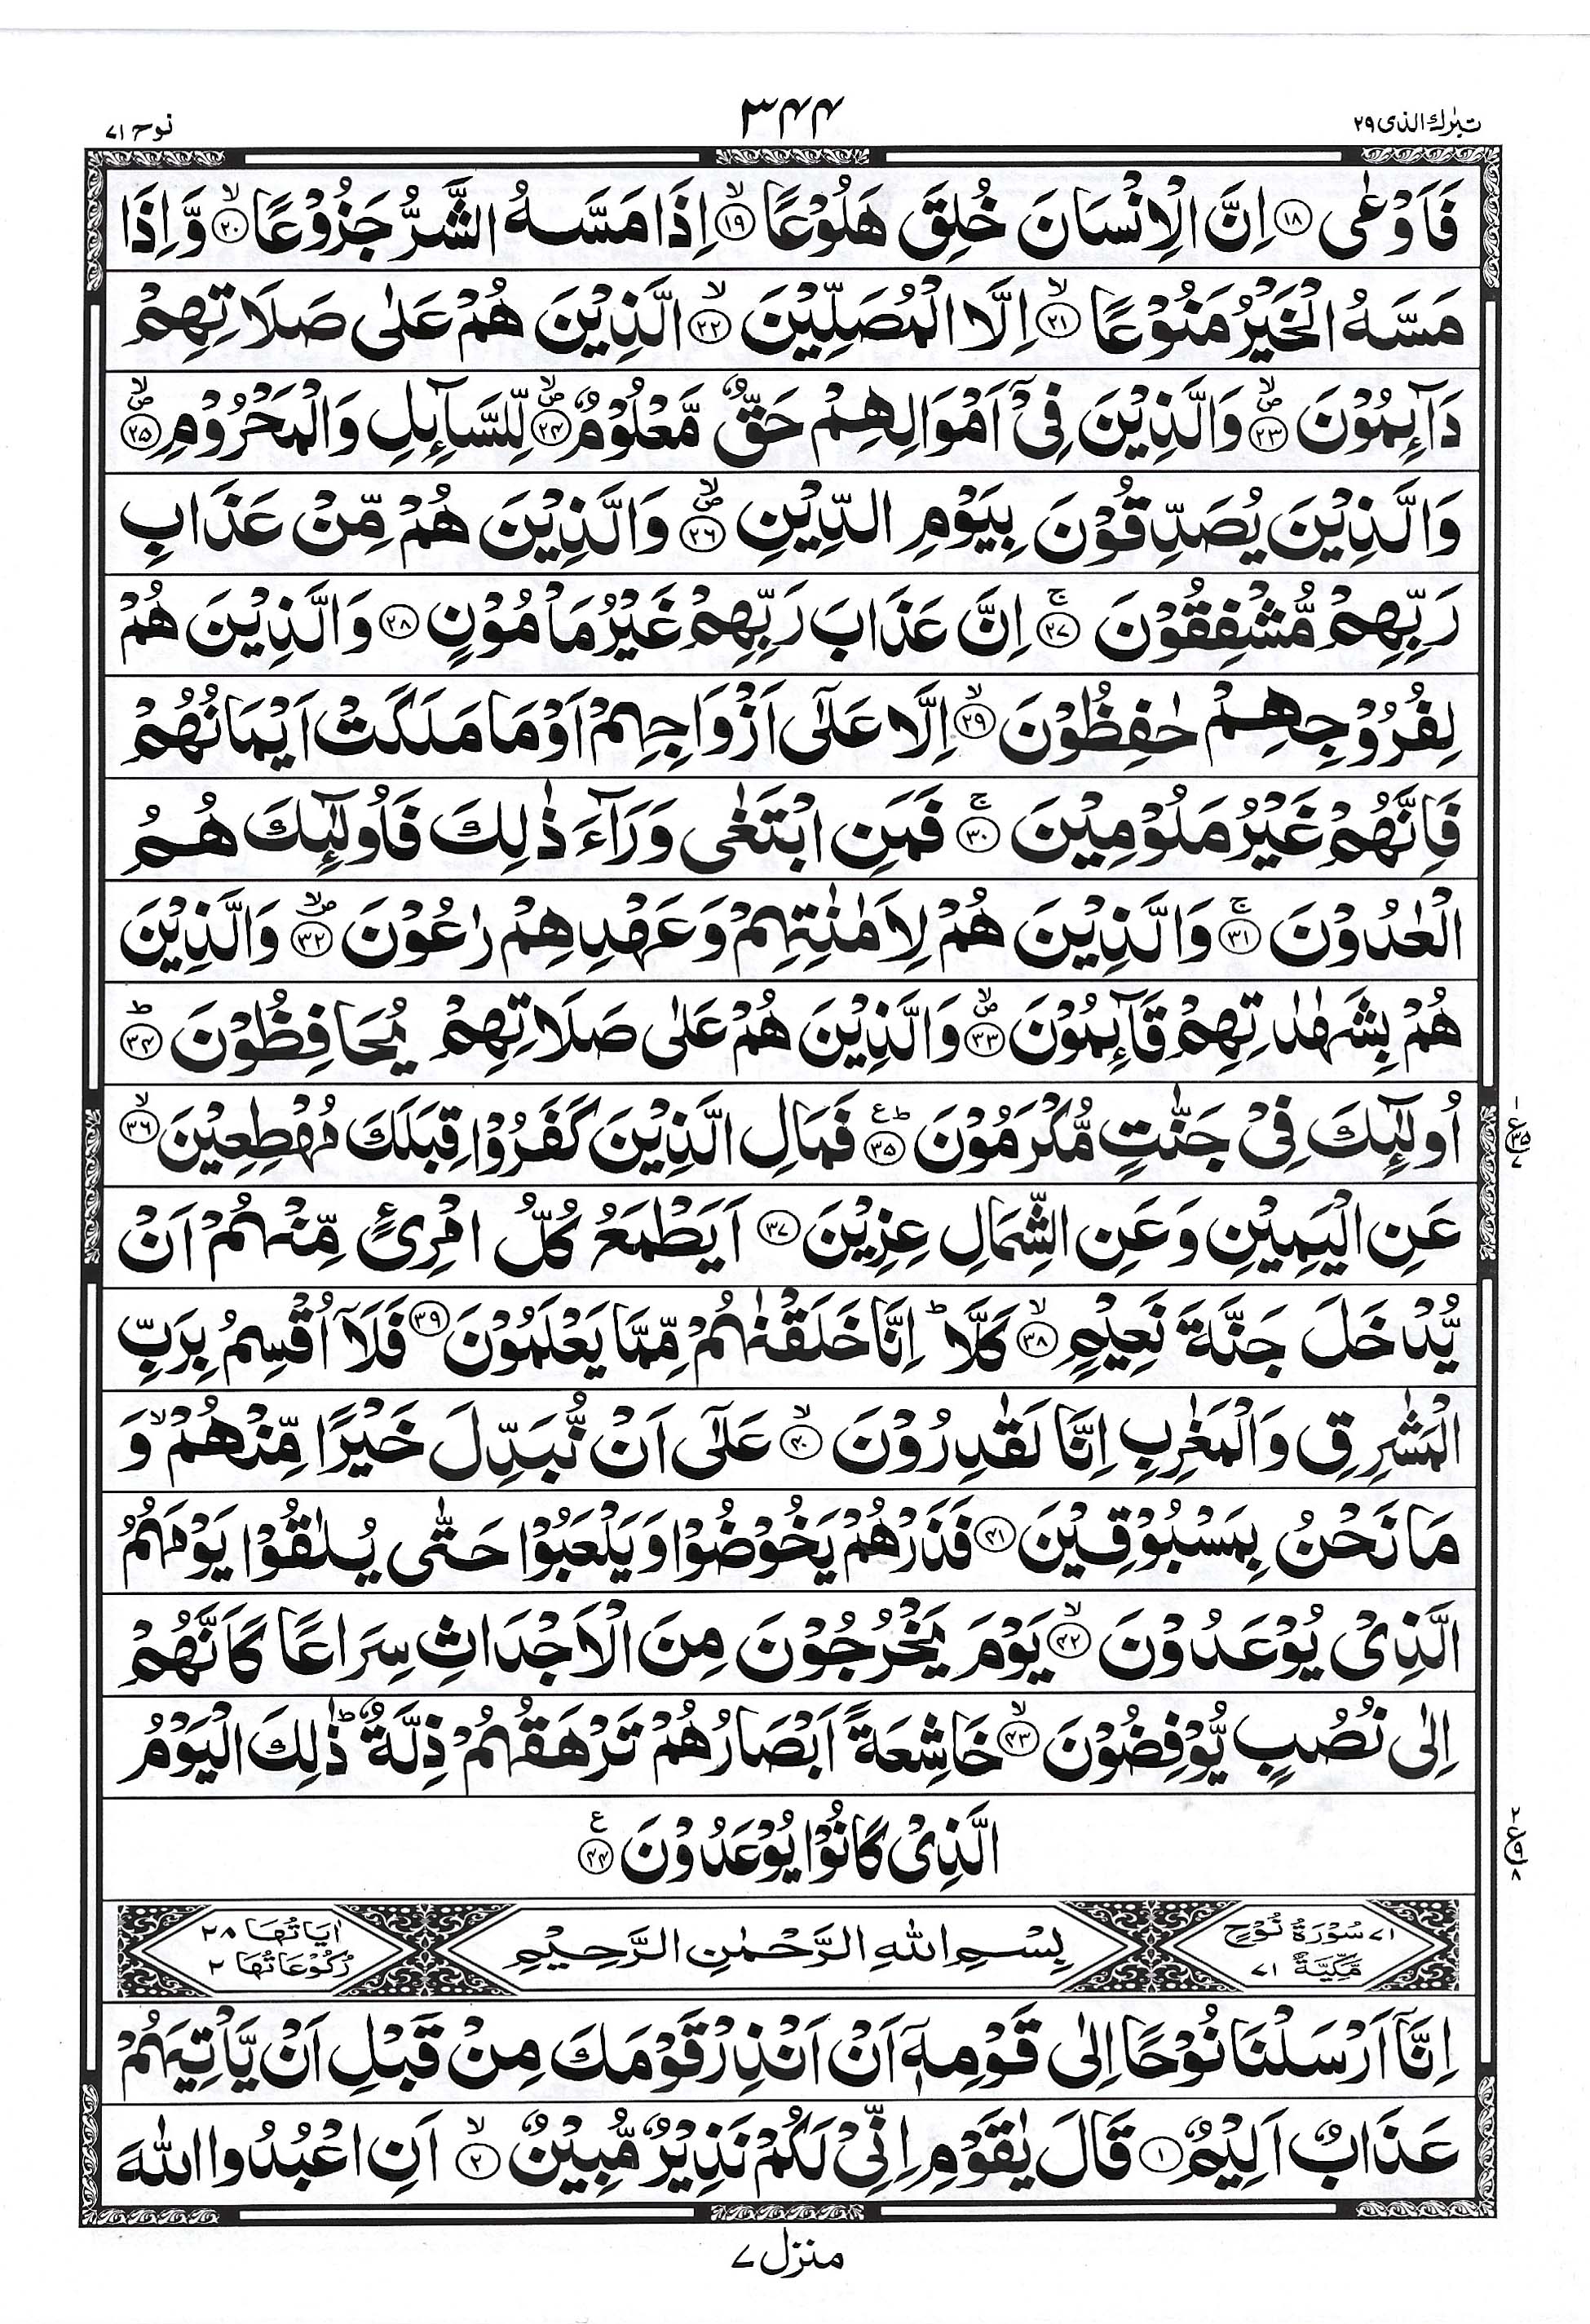 تبٰرك الذی ۲۹
۳۴۴
نوح ۷۱
فَاَوْعٰی ﴿۱۸﴾ اِنَّ الْاِنْسَانَ خُلِقَ هَلُوْعًا ﴿ۙ۱۹﴾ اِذَا مَسَّهُ الشَّرُّ جَزُوْعًا ﴿ۙ۲۰﴾ وَّاِذَا
مَسَّهُ الْخَيْرُ مَنُوْعًا ﴿ۙ۲۱﴾ اِلَّا الْمُصَلِّيْنَ ﴿ۙ۲۲﴾ الَّذِيْنَ هُمْ عَلٰی صَلَاتِهِمْ
دَآىِٕمُوْنَ ﴿۪ۙ۲۳﴾ وَالَّذِيْنَ فِیْۤ اَمْوَالِهِمْ حَقٌّ مَّعْلُوْمٌ ﴿۪ۙ۲۴﴾ لِّلسَّآىِٕلِ وَالْمَحْرُوْمِ ﴿۪ۙ۲۵﴾
وَالَّذِيْنَ يُصَدِّقُوْنَ بِيَوْمِ الدِّيْنِ ﴿۪ۙ۲۶﴾ وَالَّذِيْنَ هُمْ مِّنْ عَذَابِ
رَبِّهِمْ مُّشْفِقُوْنَ ﴿ۚ۲۷﴾ اِنَّ عَذَابَ رَبِّهِمْ غَيْرُ مَاْمُوْنٍ ﴿۲۸﴾ وَالَّذِيْنَ هُمْ
لِفُرُوْجِهِمْ حٰفِظُوْنَ ﴿ۙ۲۹﴾ اِلَّا عَلٰۤی اَزْوَاجِهِمْ اَوْ مَا مَلَكَتْ اَيْمَانُهُمْ
فَاِنَّهُمْ غَيْرُ مَلُوْمِيْنَ ﴿ۚ۳۰﴾ فَمَنِ ابْتَغٰی وَرَآءَ ذٰلِكَ فَاُولٰٓىِٕكَ هُمُ
الْعٰدُوْنَ ﴿ۚ۳۱﴾ وَالَّذِيْنَ هُمْ لِاَمٰنٰتِهِمْ وَعَهْدِهِمْ رٰعُوْنَ ﴿۪ۙ۳۲﴾ وَالَّذِيْنَ
هُمْ بِشَهٰدٰتِهِمْ قَآىِٕمُوْنَ ﴿۪ۙ۳۳﴾ وَالَّذِيْنَ هُمْ عَلٰی صَلَاتِهِمْ يُحَافِظُوْنَ ﴿ؕ۳۴﴾
اُولٰٓىِٕكَ فِیْ جَنّٰتٍ مُّكْرَمُوْنَ ﴿ؕ۳۵﴾ ع فَمَالِ الَّذِيْنَ كَفَرُوْا قِبَلَكَ مُهْطِعِيْنَ ﴿ۙ۳۶﴾
عَنِ الْيَمِيْنِ وَعَنِ الشِّمَالِ عِزِيْنَ ﴿۳۷﴾ اَيَطْمَعُ كُلُّ امْرِئٍ مِّنْهُمْ اَنْ
يُّدْخَلَ جَنَّةَ نَعِيْمٍ ﴿ۙ۳۸﴾ كَلَّا ؕ اِنَّا خَلَقْنٰهُمْ مِّمَّا يَعْلَمُوْنَ ﴿۳۹﴾ فَلَاۤ اُقْسِمُ بِرَبِّ
الْمَشٰرِقِ وَالْمَغٰرِبِ اِنَّا لَقٰدِرُوْنَ ﴿ۙ۴۰﴾ عَلٰۤی اَنْ نُّبَدِّلَ خَيْرًا مِّنْهُمْ ۙ وَ
مَا نَحْنُ بِمَسْبُوْقِيْنَ ﴿۴۱﴾ فَذَرْهُمْ يَخُوْضُوْا وَيَلْعَبُوْا حَتّٰی يُلٰقُوْا يَوْمَهُمُ
الَّذِیْ يُوْعَدُوْنَ ﴿ۙ۴۲﴾ يَوْمَ يَخْرُجُوْنَ مِنَ الْاَجْدَاثِ سِرَاعًا كَاَنَّهُمْ
اِلٰی نُصُبٍ يُّوْفِضُوْنَ ﴿ۙ۴۳﴾ خَاشِعَةً اَبْصَارُهُمْ تَرْهَقُهُمْ ذِلَّةٌ ؕ ذٰلِكَ الْيَوْمُ
الَّذِیْ كَانُوْا يُوْعَدُوْنَ ﴿۴۴﴾ ع
۷۱ سُوْرَةُ نُوْحٍ مَّكِّيَّةٌ ۷۱
بِسْمِ اللّٰهِ الرَّحْمٰنِ الرَّحِيْمِ
اٰيَاتُهَا ۲۸ رُكُوْعَاتُهَا ۲
اِنَّاۤ اَرْسَلْنَا نُوْحًا اِلٰی قَوْمِهٖۤ اَنْ اَنْذِرْ قَوْمَكَ مِنْ قَبْلِ اَنْ يَّاْتِيَهُمْ
عَذَابٌ اَلِيْمٌ ﴿۱﴾ قَالَ يٰقَوْمِ اِنِّیْ لَكُمْ نَذِيْرٌ مُّبِيْنٌ ﴿ۙ۲﴾ اَنِ اعْبُدُوا اللّٰهَ
منزل ۷